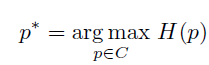 p* = arg max H(p)
p∈C